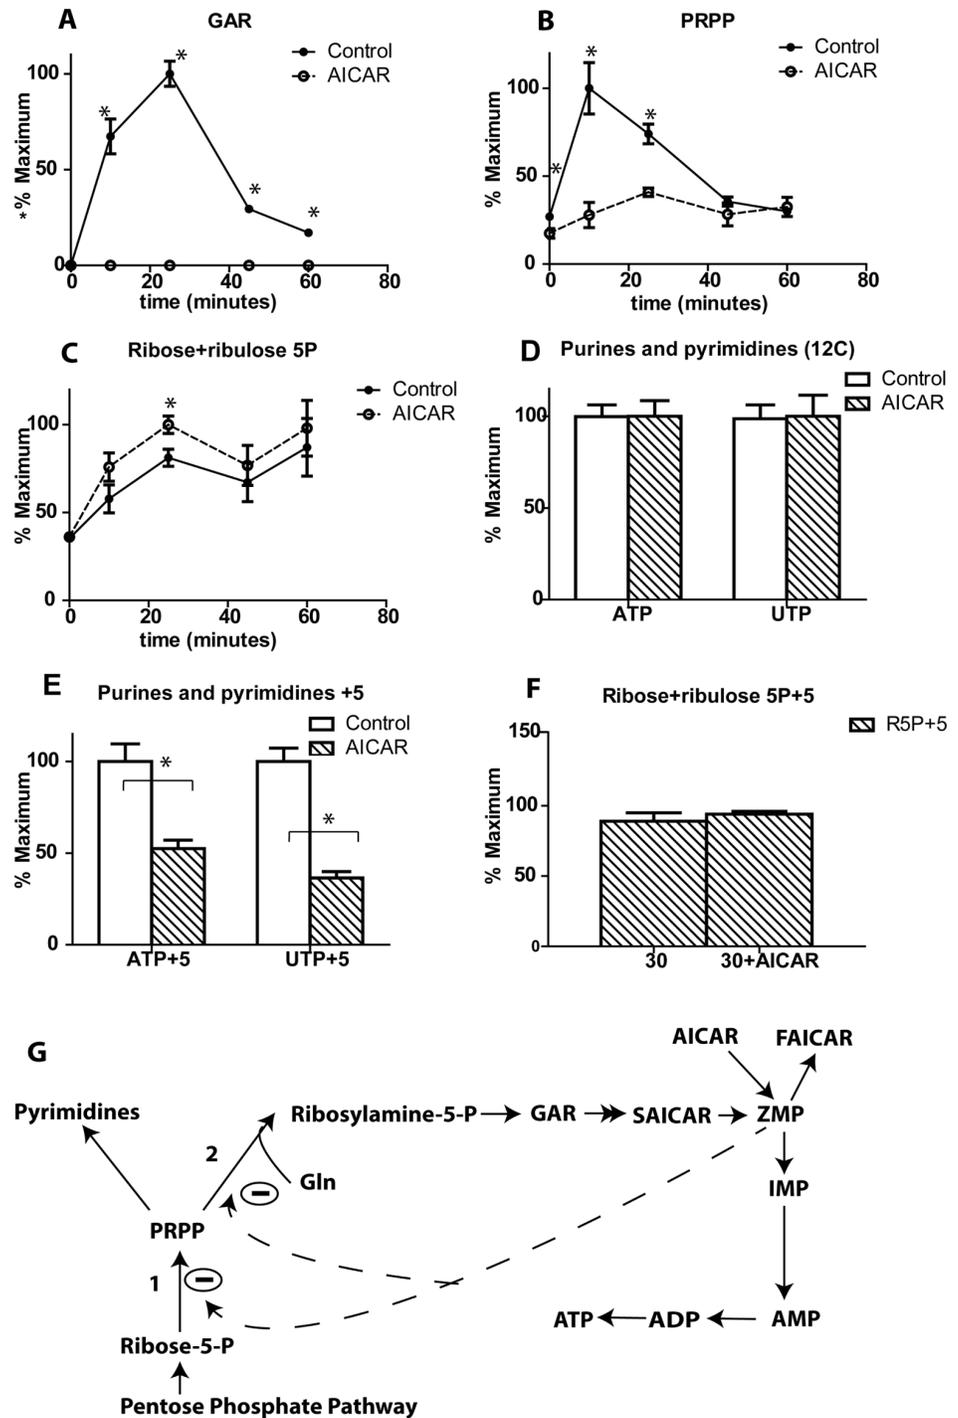 A
GAR
Control
AICAR
*
*
*
*
100
50
0
* % Maximum
0 20 40 60 80
time (minutes)
B
PRPP
Control
AICAR
*
*
*
100
50
0
% Maximum
0 20 40 60 80
time (minutes)
C
Ribose+ribulose 5P
Control
AICAR
*
100
50
0
% Maximum
0 20 40 60 80
time (minutes)
D
Purines and pyrimidines (12C)
Control
AICAR
100
50
0
% Maximum
ATP UTP
E
Purines and pyrimidines +5
Control
AICAR
*
*
100
50
0
% Maximum
ATP+5 UTP+5
F
Ribose+ribulose 5P+5
R5P+5
150
100
50
0
% Maximum
30 30+AICAR
G
AICAR FAICAR
Pyrimidines
Ribosylamine-5-P GAR SAICAR ZMP
2
Gln
IMP
PRPP
1
ATP ADP AMP
Ribose-5-P
Pentose Phosphate Pathway